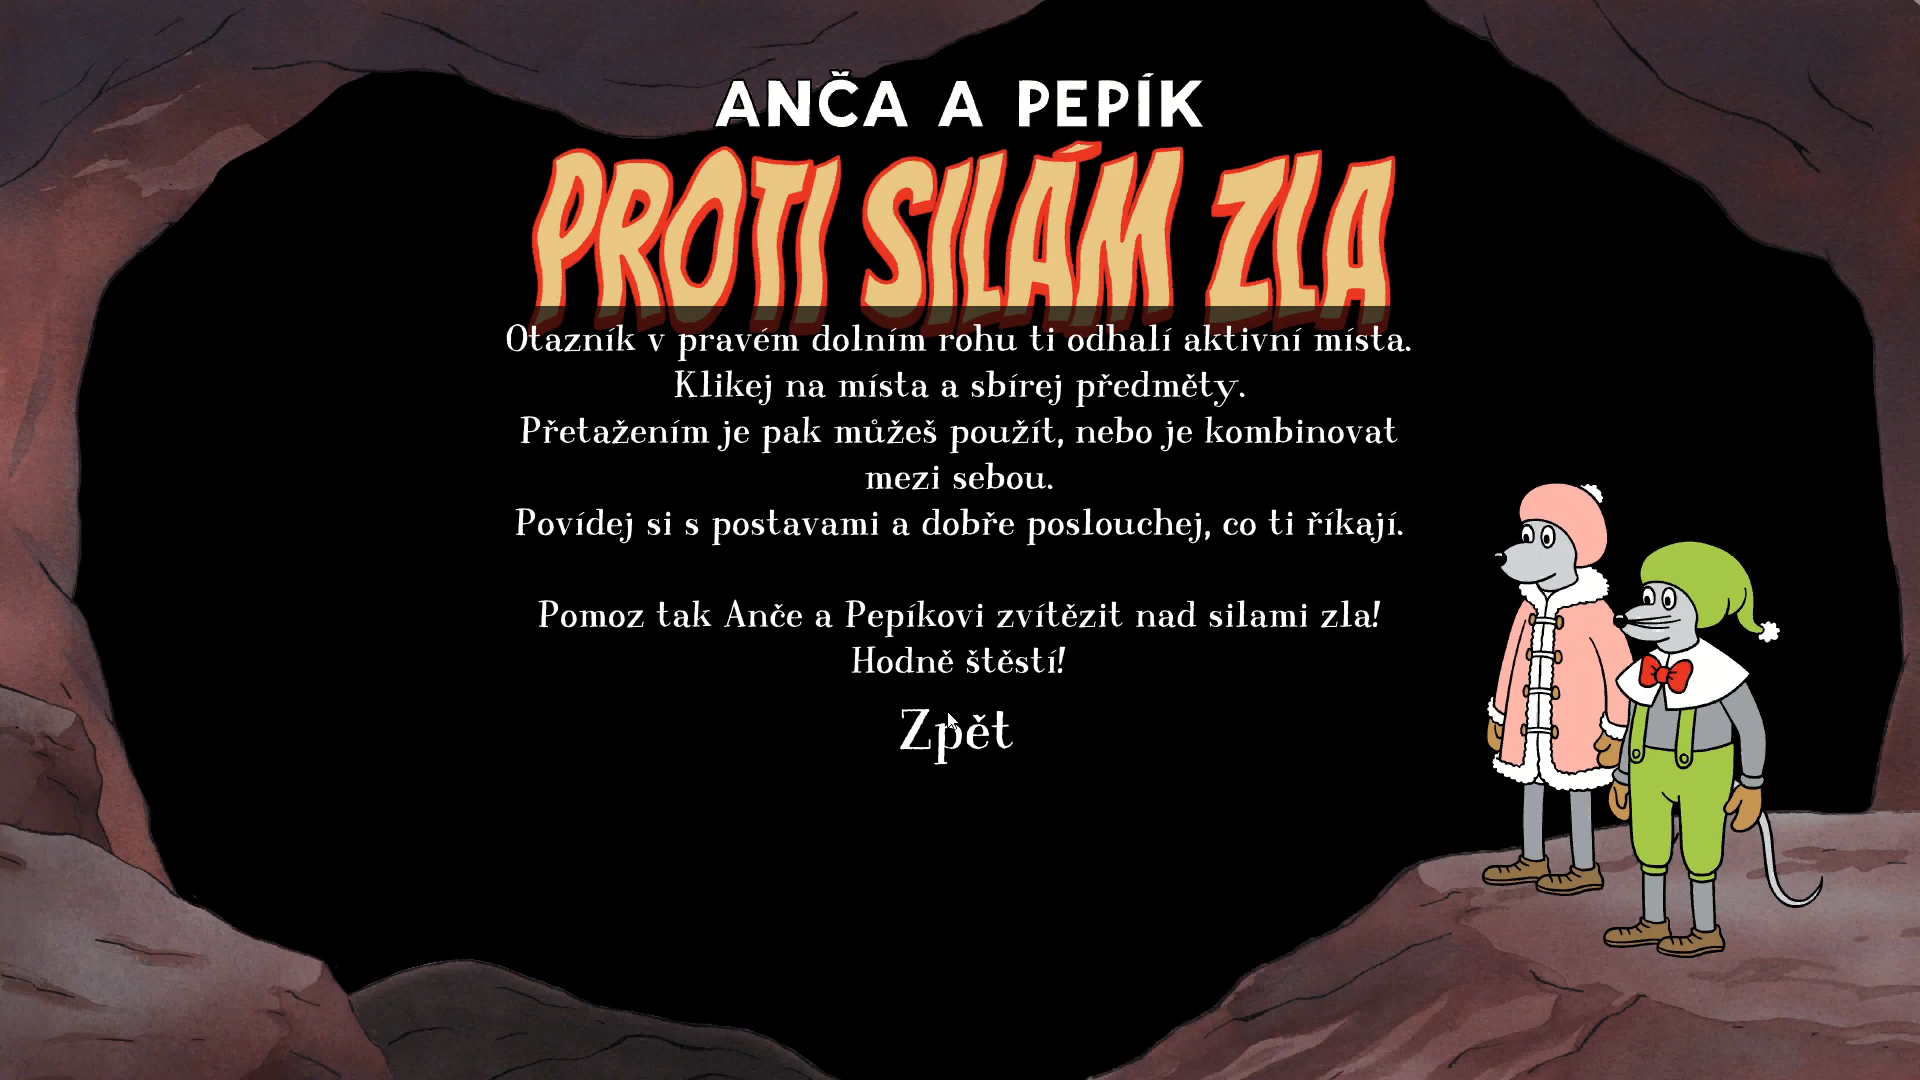 ANČA A PEPÍK
PROTI SILÁM ZLA
Otazník v pravém dolním rohu ti odhalí aktivní místa.
Klikej na místa a sbírej předměty.
Přetažením je pak můžeš použít, nebo je kombinovat
mezi sebou.
Povídej si s postavami a dobře poslouchej, co ti říkají.
Pomoz tak Anče a Pepíkovi zvítězit nad silami zla!
Hodně štěstí!
Zpět